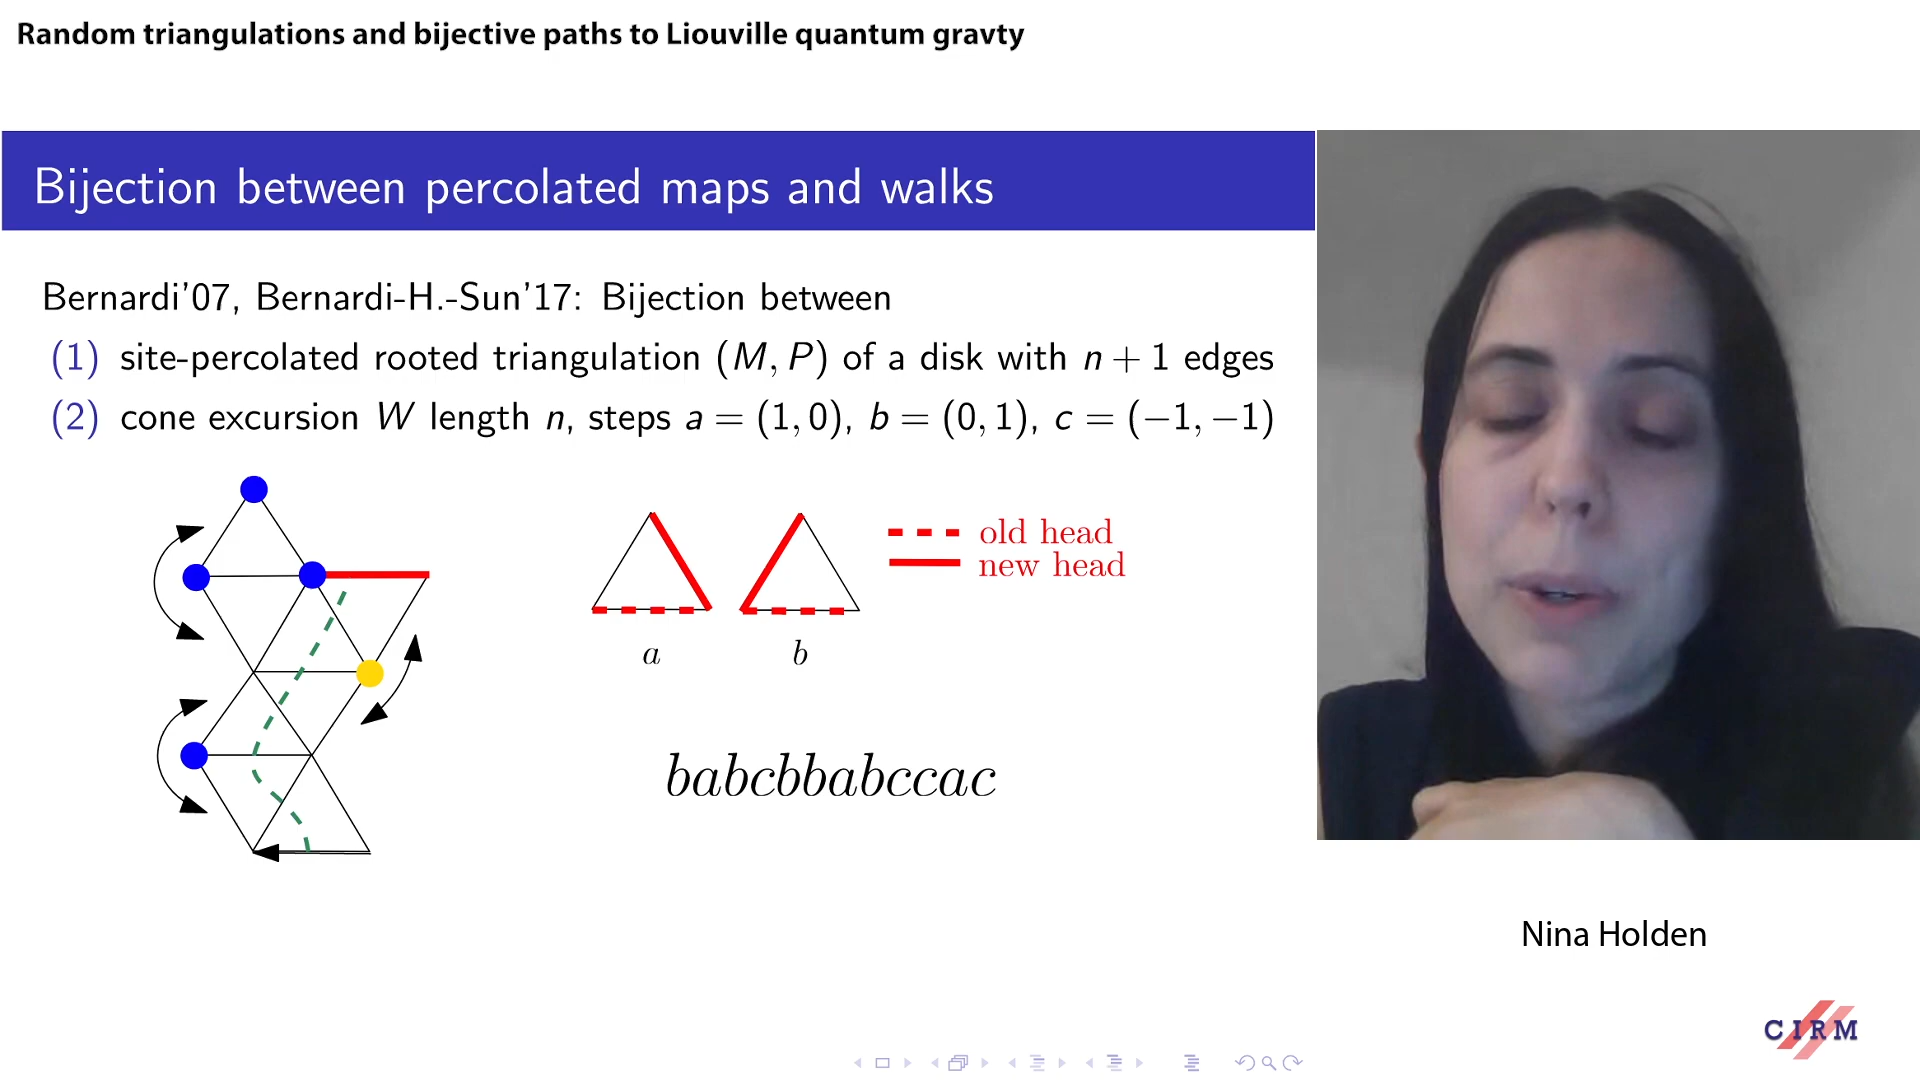 Random triangulations and bijective paths to Liouville quantum gravty
Bijection between percolated maps and walks
Bernardi’07, Bernardi-H.-Sun’17: Bijection between
(1) site-percolated rooted triangulation (M, P) of a disk with n + 1 edges
(2) cone excursion W length n, steps a = (1, 0), b = (0, 1), c = (−1, −1)
old head
new head
a b
babcbbabccac
Nina Holden
CIRM